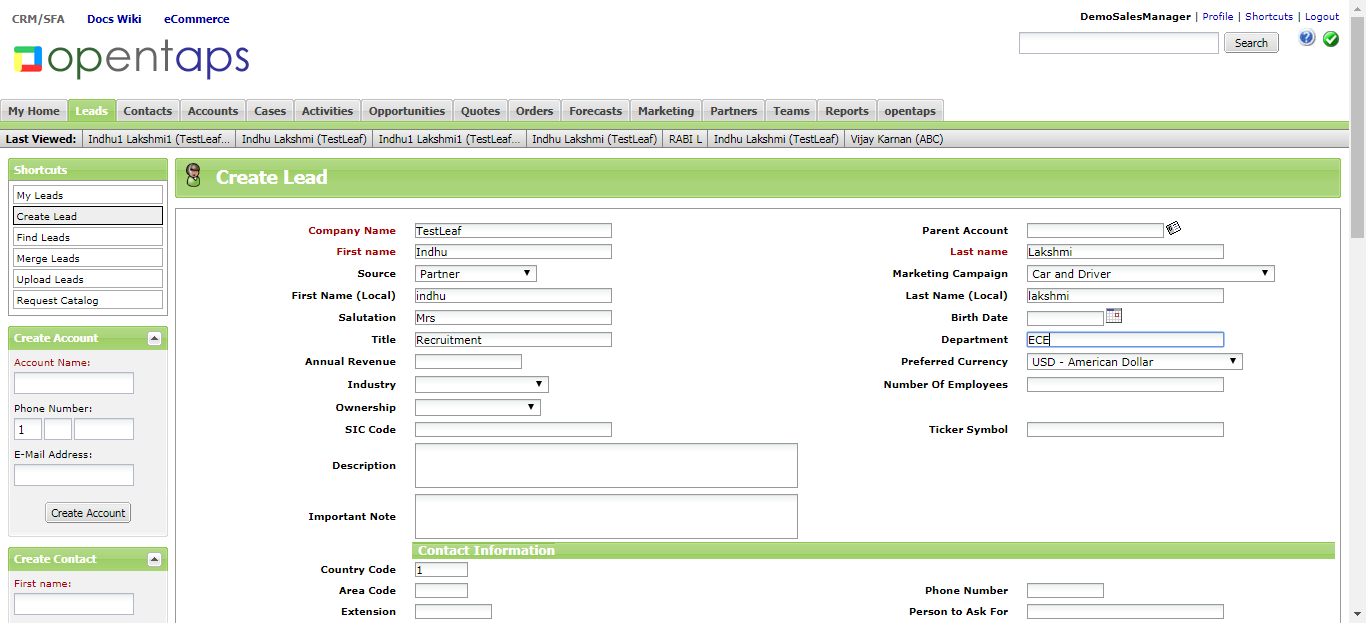 CRM/SFA Docs Wiki eCommerce
DemoSalesManager | Profile | Shortcuts | Logout
opentaps
Search
My Home Leads Contacts Accounts Cases Activities Opportunities Quotes Orders Forecasts Marketing Partners Teams Reports opentaps
Last Viewed: Indhu1 Lakshmi1 (TestLeaf... Indhu Lakshmi (TestLeaf) Indhu1 Lakshmi1 (TestLeaf... Indhu Lakshmi (TestLeaf) RABI L Indhu Lakshmi (TestLeaf) Vijay Karnan (ABC)
Shortcuts
My Leads
Create Lead
Find Leads
Merge Leads
Upload Leads
Request Catalog
Create Account
Account Name:
Phone Number:
1
E-Mail Address:
Create Account
Create Contact
First name:
Create Lead
Company Name TestLeaf Parent Account
First name Indhu Last name Lakshmi
Source Partner Marketing Campaign Car and Driver
First Name (Local) indhu Last Name (Local) lakshmi
Salutation Mrs Birth Date
Title Recruitment Department ECE
Annual Revenue Preferred Currency USD - American Dollar
Industry Number Of Employees
Ownership
SIC Code Ticker Symbol
Description
Important Note
Contact Information
Country Code 1
Area Code Phone Number
Extension Person to Ask For